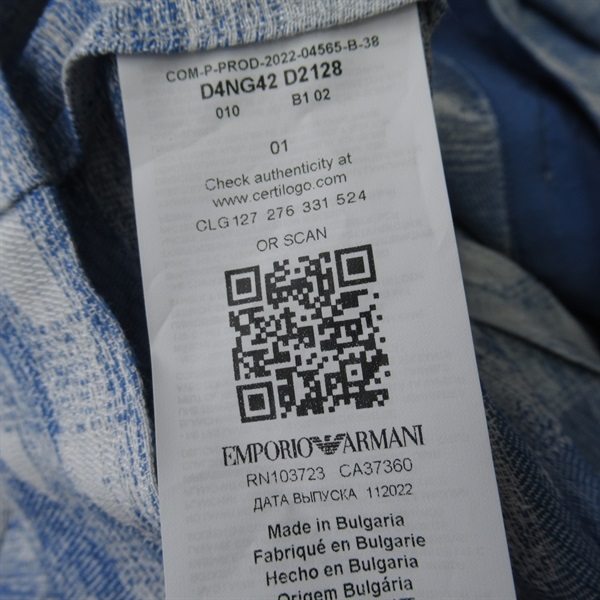 COM-P-PROD-2022-04565-B-38
D4NG42 D2128
010 B1 02
01
Check authenticity at
www.certilogo.com
CLG127 276 331 524
OR SCAN
EMPORIO ARMANI
RN103723 CA37360
ДАТА ВЫПУСКА 112022
Made in Bulgaria
Fabriqué en Bulgarie
Hecho en Bulgaria
Origem Bulgária